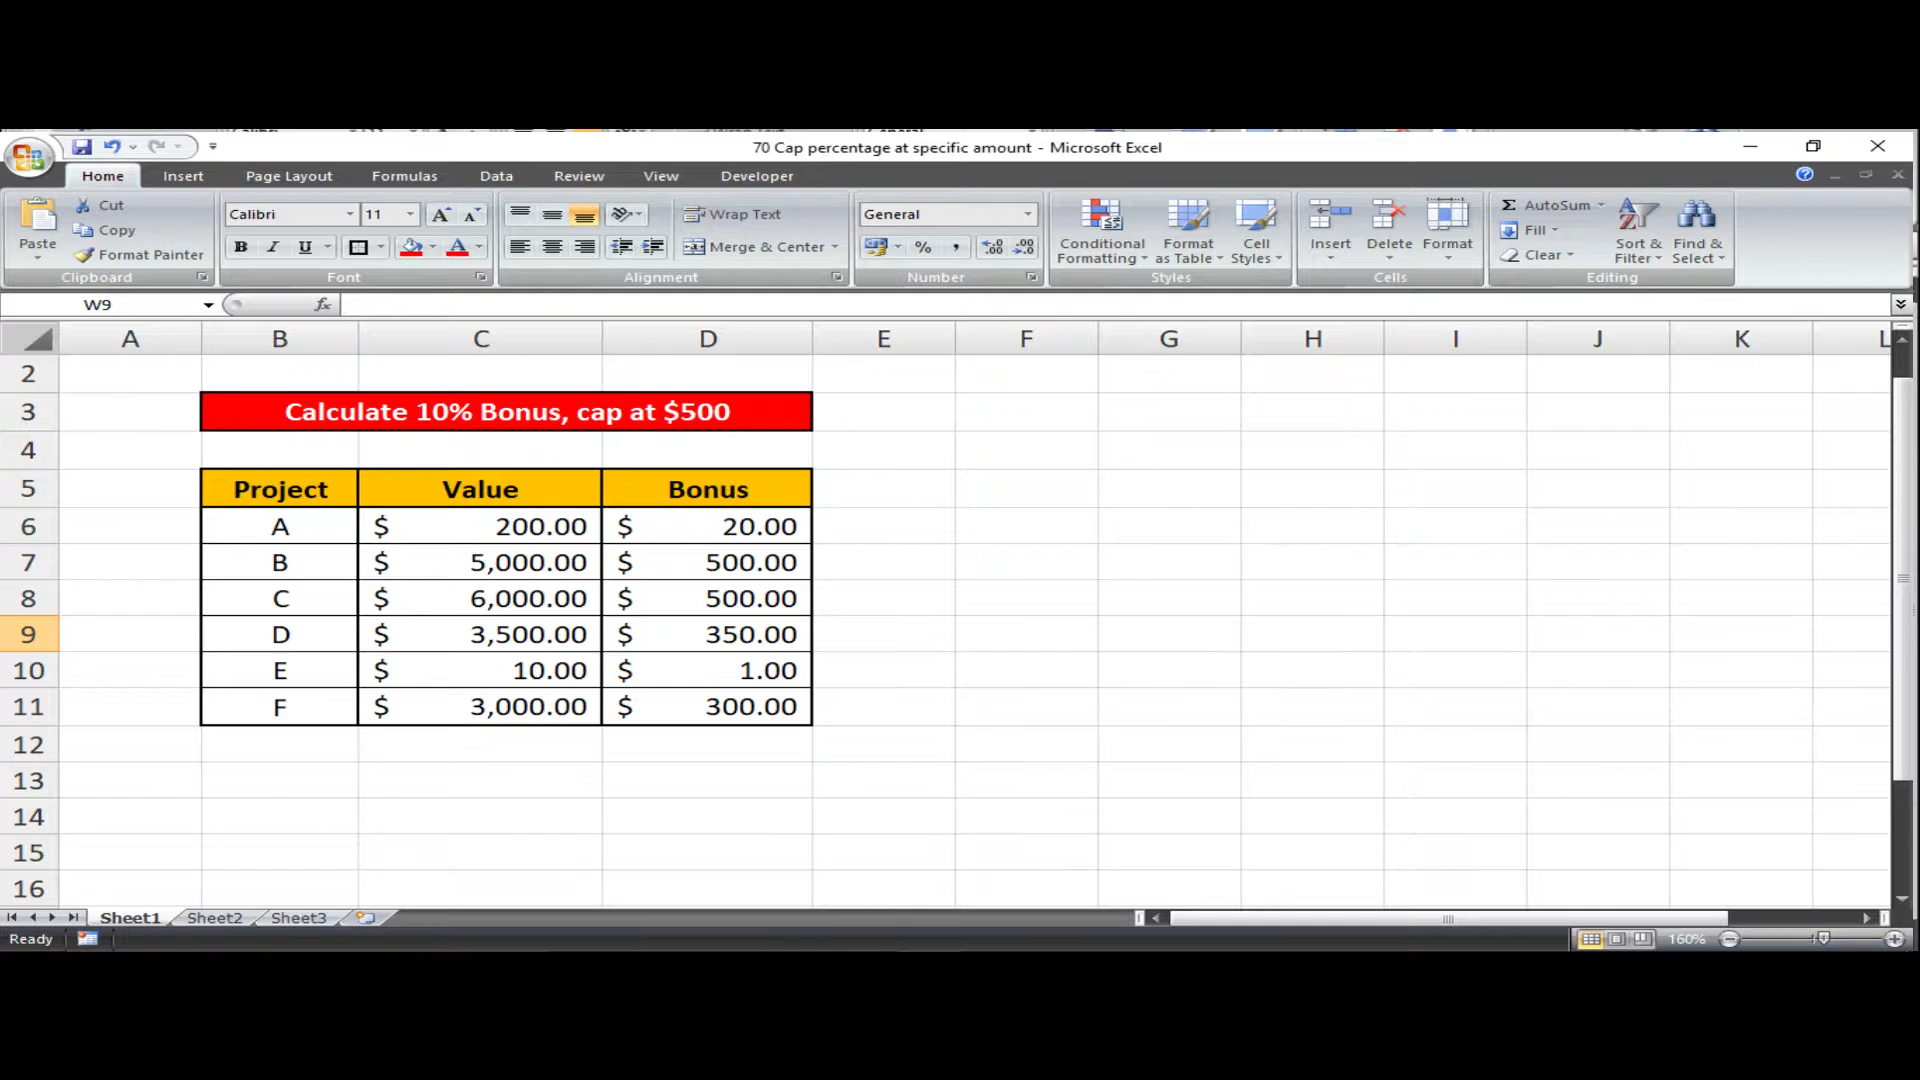 70 Cap percentage at specific amount - Microsoft Excel
Home Insert Page Layout Formulas Data Review View Developer
Paste Cut Copy Format Painter Clipboard
Calibri 11 A A B I U A Font
Wrap Text Merge & Center Alignment
General % , .00 Number
Conditional Formatting Format as Table Cell Styles Styles
Insert Delete Format Cells
Σ AutoSum Fill Clear Sort & Filter Find & Select Editing
W9 fx
A B C D E F G H I J K L
2
3 Calculate 10% Bonus, cap at $500
4
5 Project Value Bonus
6 A $ 200.00 $ 20.00
7 B $ 5,000.00 $ 500.00
8 C $ 6,000.00 $ 500.00
9 D $ 3,500.00 $ 350.00
10 E $ 10.00 $ 1.00
11 F $ 3,000.00 $ 300.00
12
13
14
15
16
Sheet1 Sheet2 Sheet3
Ready 160%